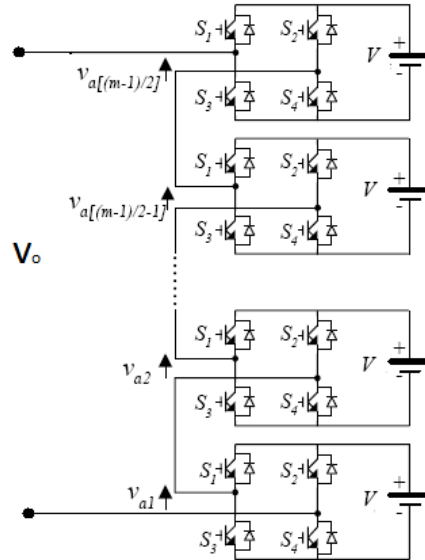 S1 S2 V + -
va[(m-1)/2]
S3 S4
S1 S2 V + -
va[(m-1)/2-1]
S3 S4
Vo
S1 S2 V + -
va2
S3 S4
S1 S2 V + -
va1
S3 S4